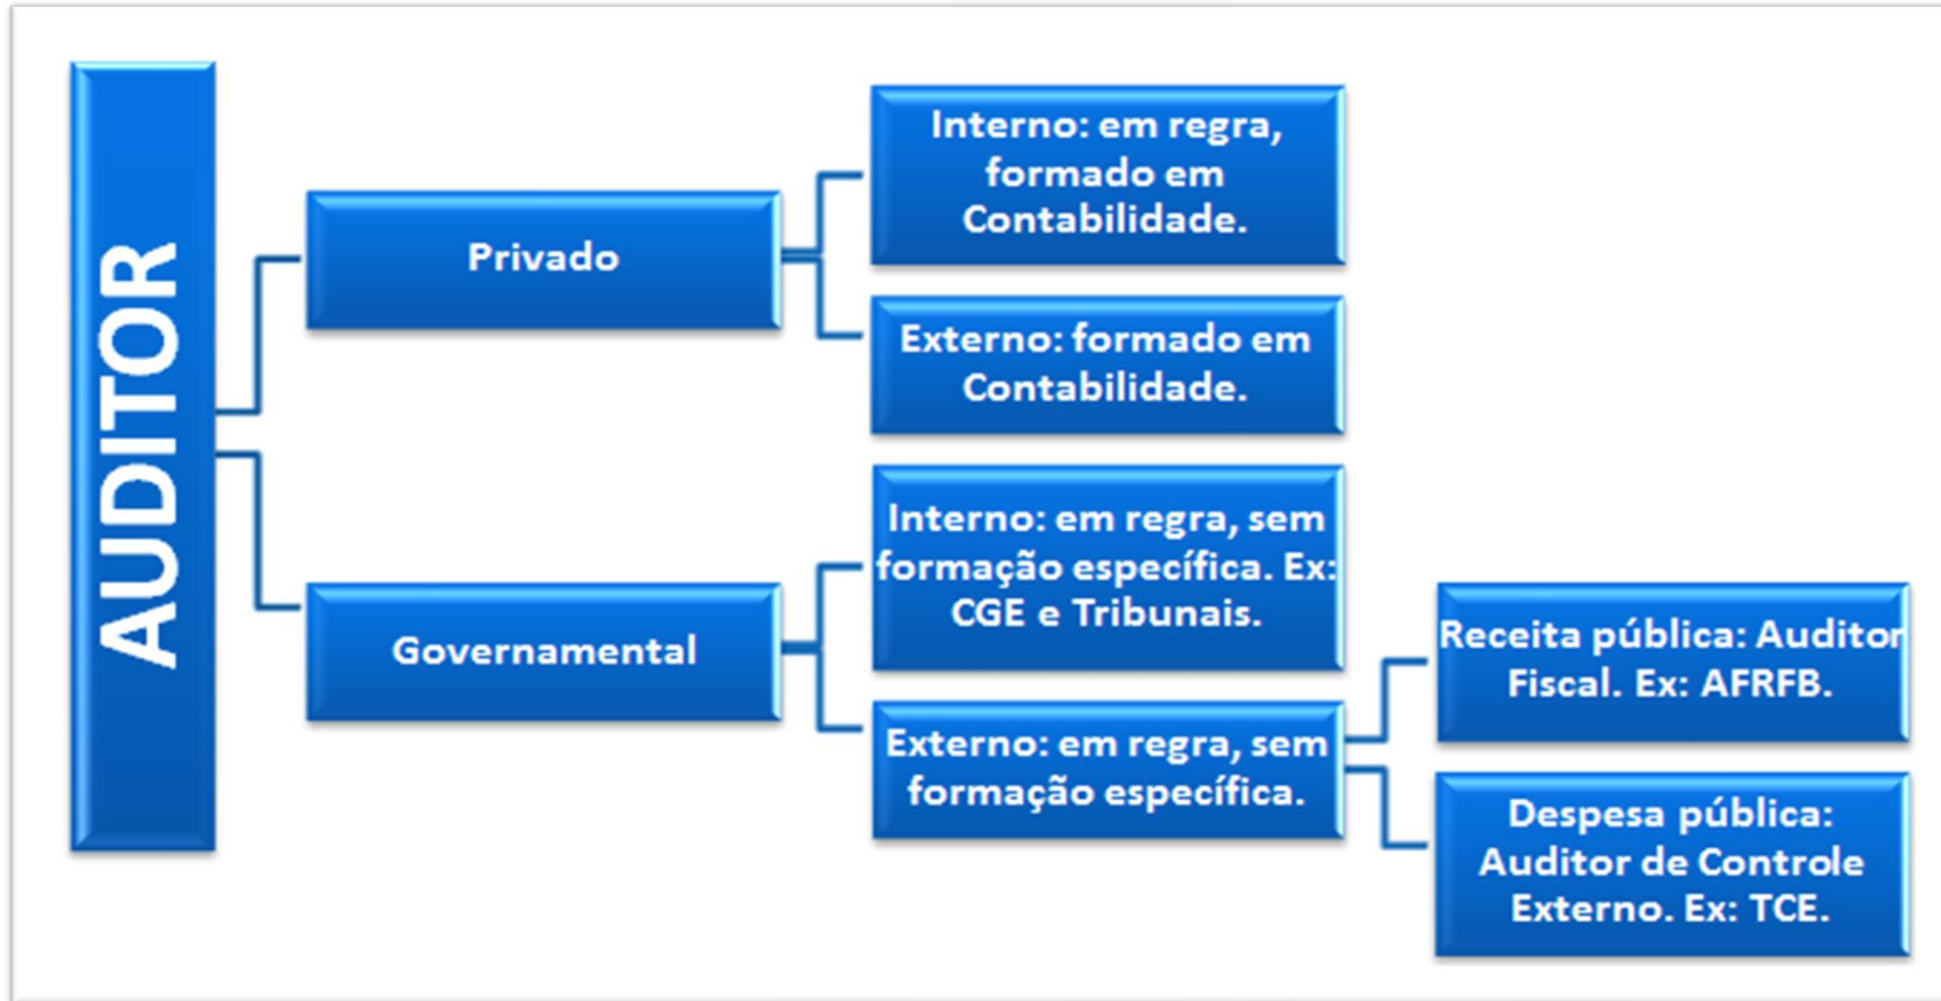 AUDITOR
Privado
Interno: em regra,
formado em
Contabilidade.
Externo: formado em
Contabilidade.
Governamental
Interno: em regra, sem
formação específica. Ex:
CGE e Tribunais.
Externo: em regra, sem
formação específica.
Receita pública: Auditor
Fiscal. Ex: AFRFB.
Despesa pública:
Auditor de Controle
Externo. Ex: TCE.